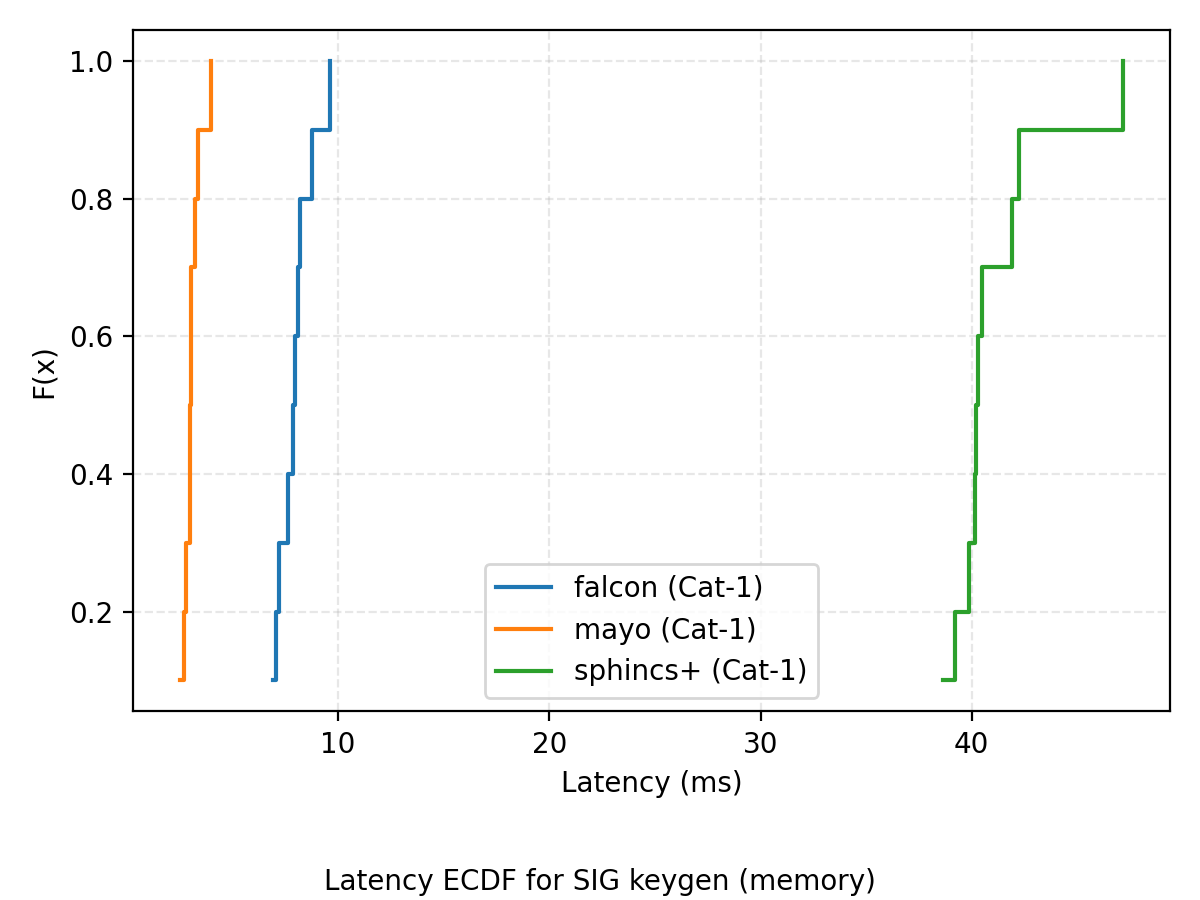 1.0
0.8
0.6
0.4
0.2
F(x)
falcon (Cat-1)
mayo (Cat-1)
sphincs+ (Cat-1)
10 20 30 40
Latency (ms)
Latency ECDF for SIG keygen (memory)